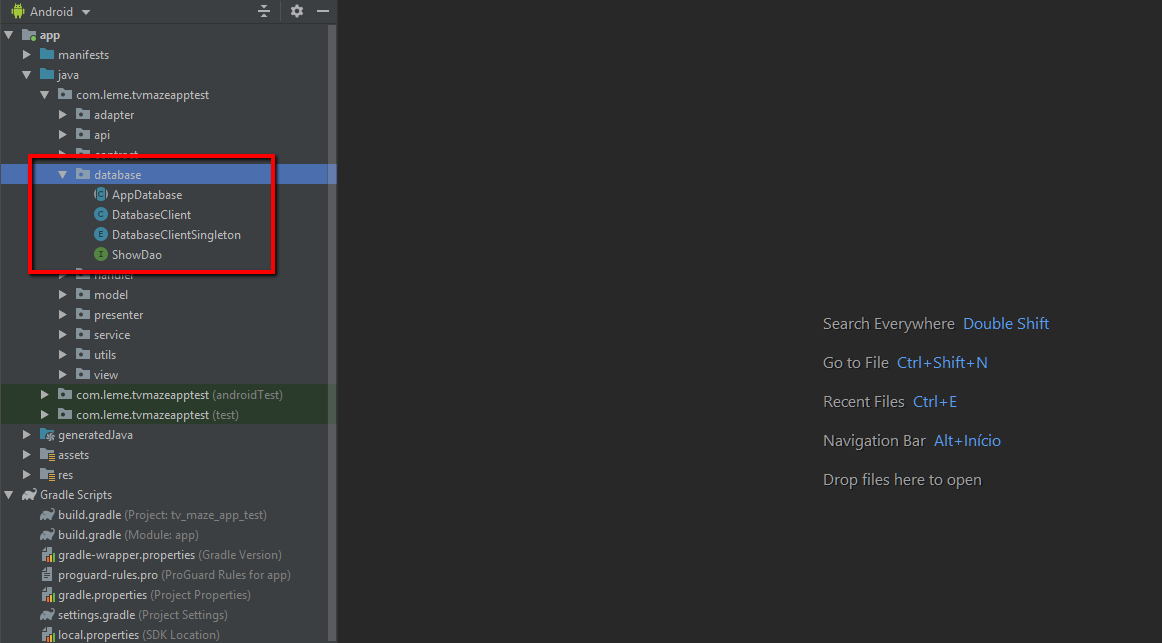 Android
app
manifests
java
com.leme.tvmazeapptest
adapter
api
contract
database
AppDatabase
DatabaseClient
DatabaseClientSingleton
ShowDao
handler
model
presenter
service
utils
view
com.leme.tvmazeapptest (androidTest)
com.leme.tvmazeapptest (test)
generatedJava
assets
res
Gradle Scripts
build.gradle (Project: tv_maze_app_test)
build.gradle (Module: app)
gradle-wrapper.properties (Gradle Version)
proguard-rules.pro (ProGuard Rules for app)
gradle.properties (Project Properties)
settings.gradle (Project Settings)
local.properties (SDK Location)
Search Everywhere Double Shift
Go to File Ctrl+Shift+N
Recent Files Ctrl+E
Navigation Bar Alt+Início
Drop files here to open